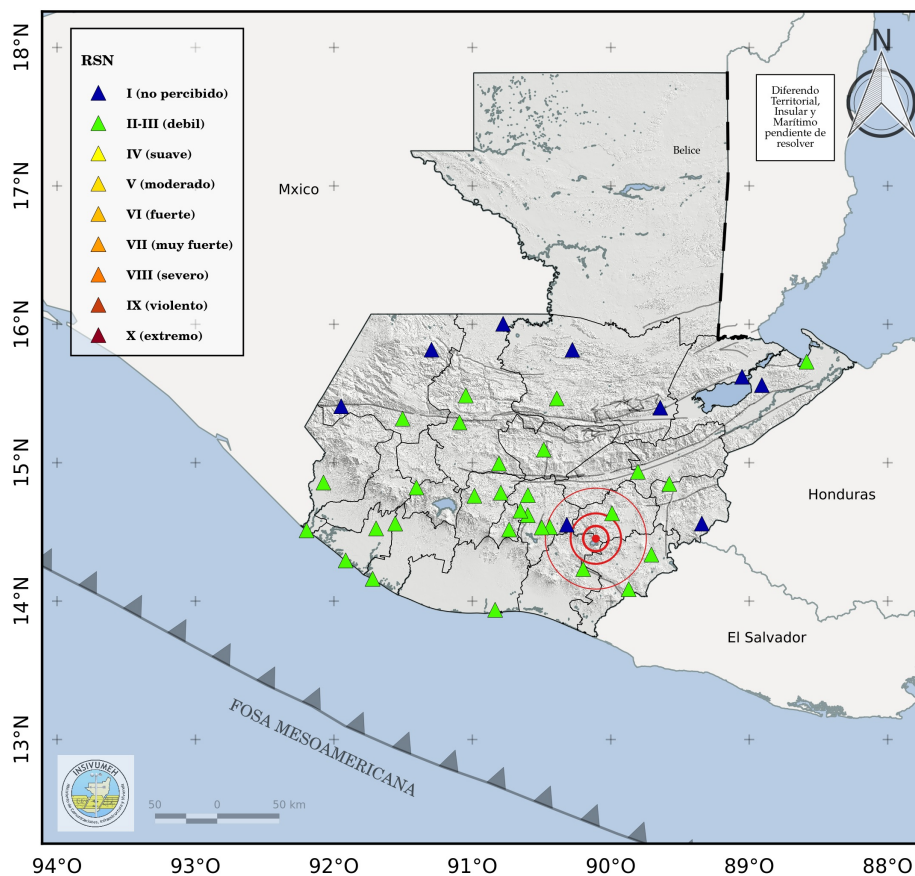 RSN
I (no percibido)
II-III (debil)
IV (suave)
V (moderado)
VI (fuerte)
VII (muy fuerte)
VIII (severo)
IX (violento)
X (extremo)
N
Diferendo
Territorial,
Insular y
Marítimo
pendiente de
resolver
Belice
Mxico
Honduras
El Salvador
FOSA MESOAMERICANA
INSIVUMEH
50 0 50 km
18°N
17°N
16°N
15°N
14°N
13°N
94°O 93°O 92°O 91°O 90°O 89°O 88°O